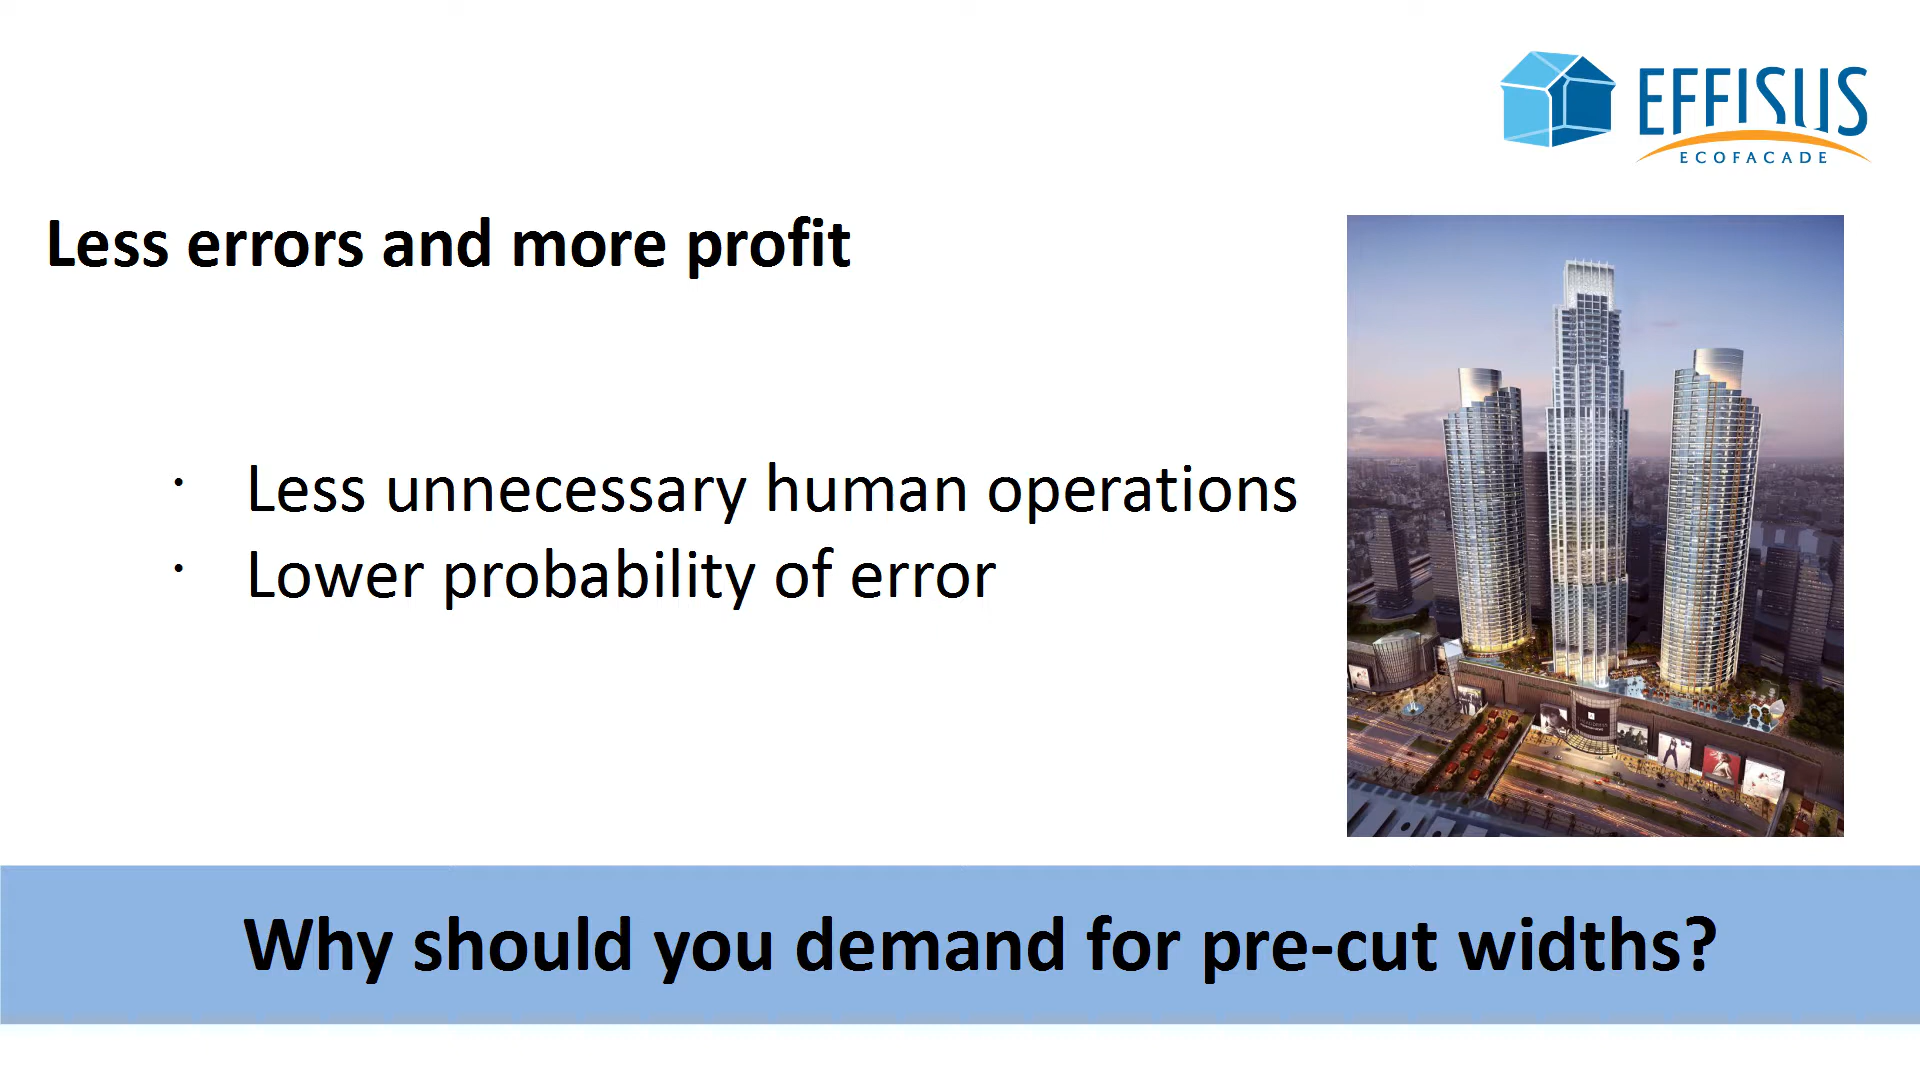 EFFISUS
ECOFACADE
Less errors and more profit
· Less unnecessary human operations
· Lower probability of error
Why should you demand for pre-cut widths?